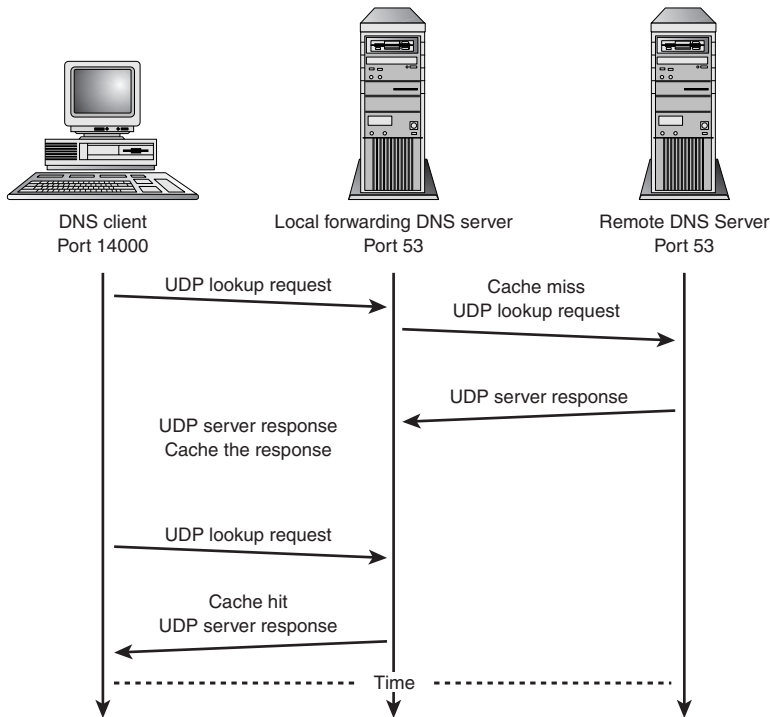 DNS client
Port 14000
Local forwarding DNS server
Port 53
Remote DNS Server
Port 53
UDP lookup request
Cache miss
UDP lookup request
UDP server response
UDP server response
Cache the response
UDP lookup request
Cache hit
UDP server response
Time